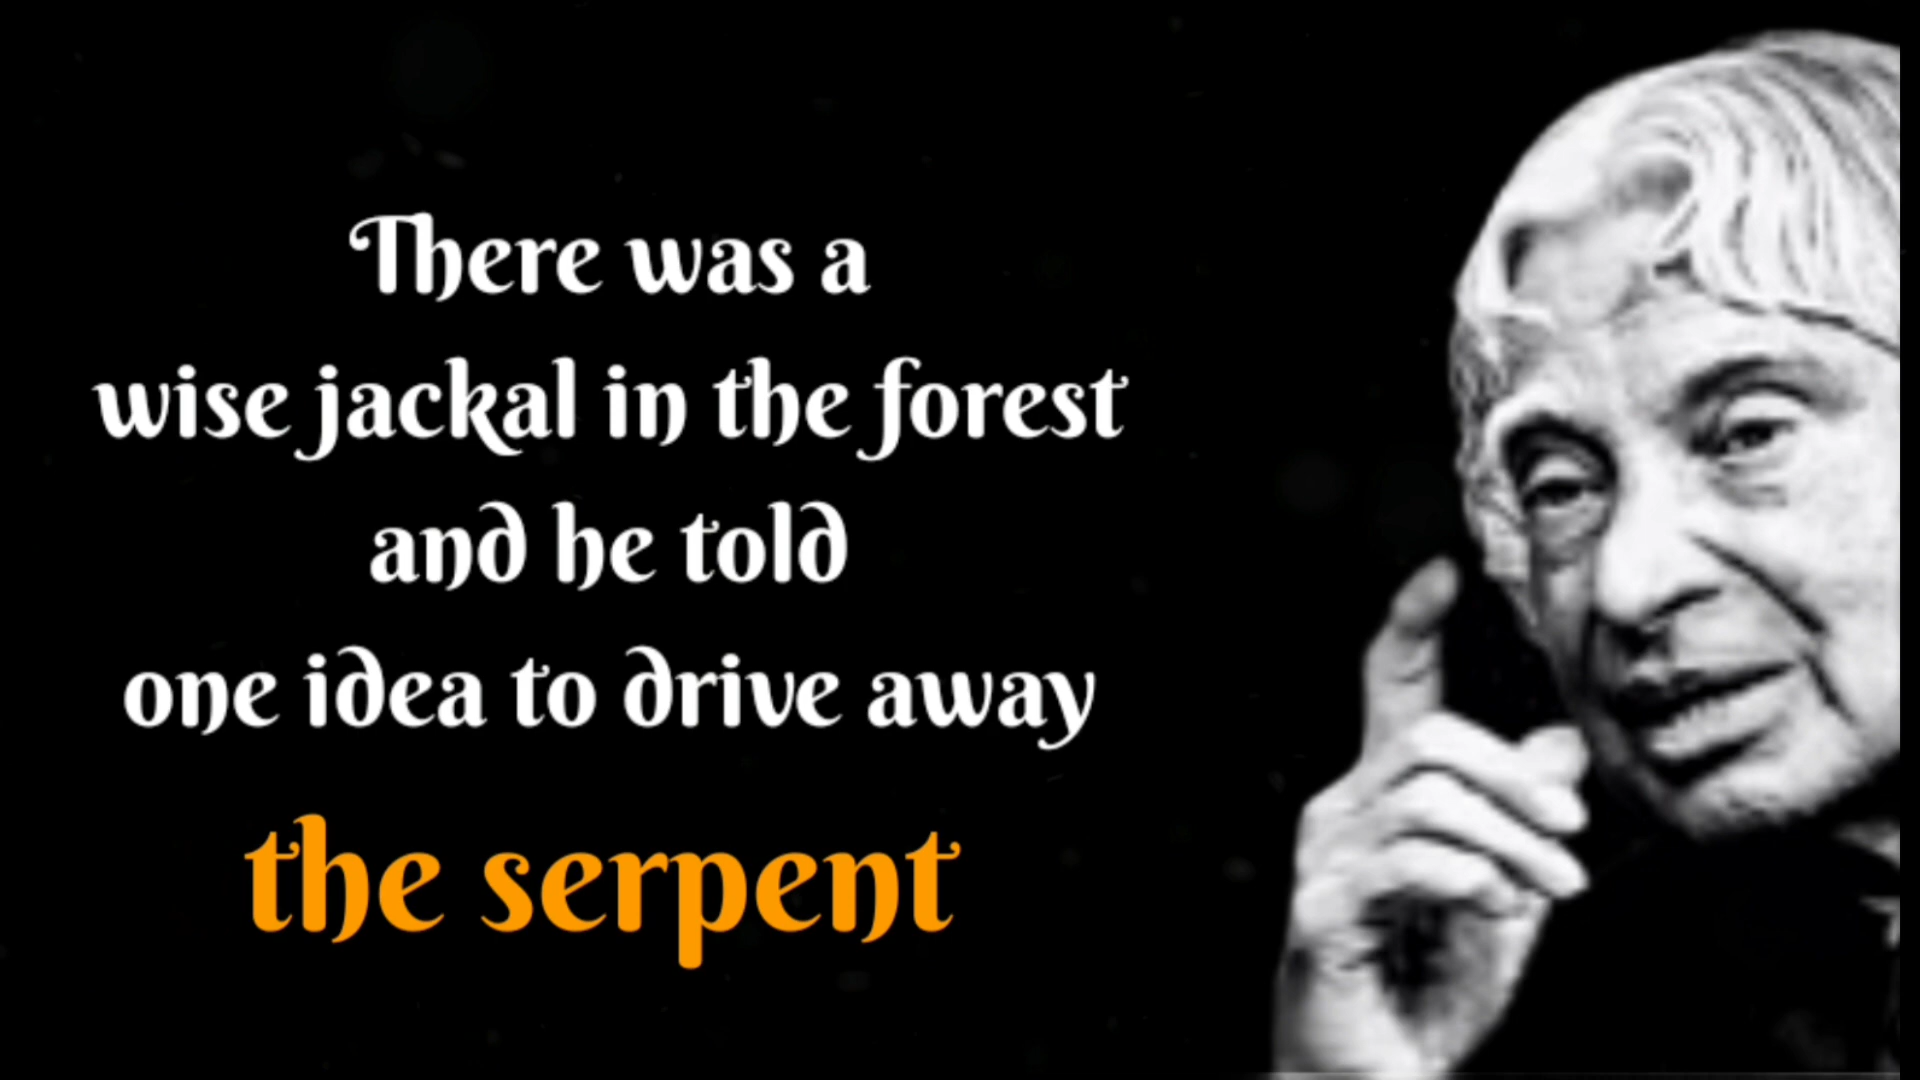 There was a
wise jackal in the forest
and he told
one idea to drive away
the serpent